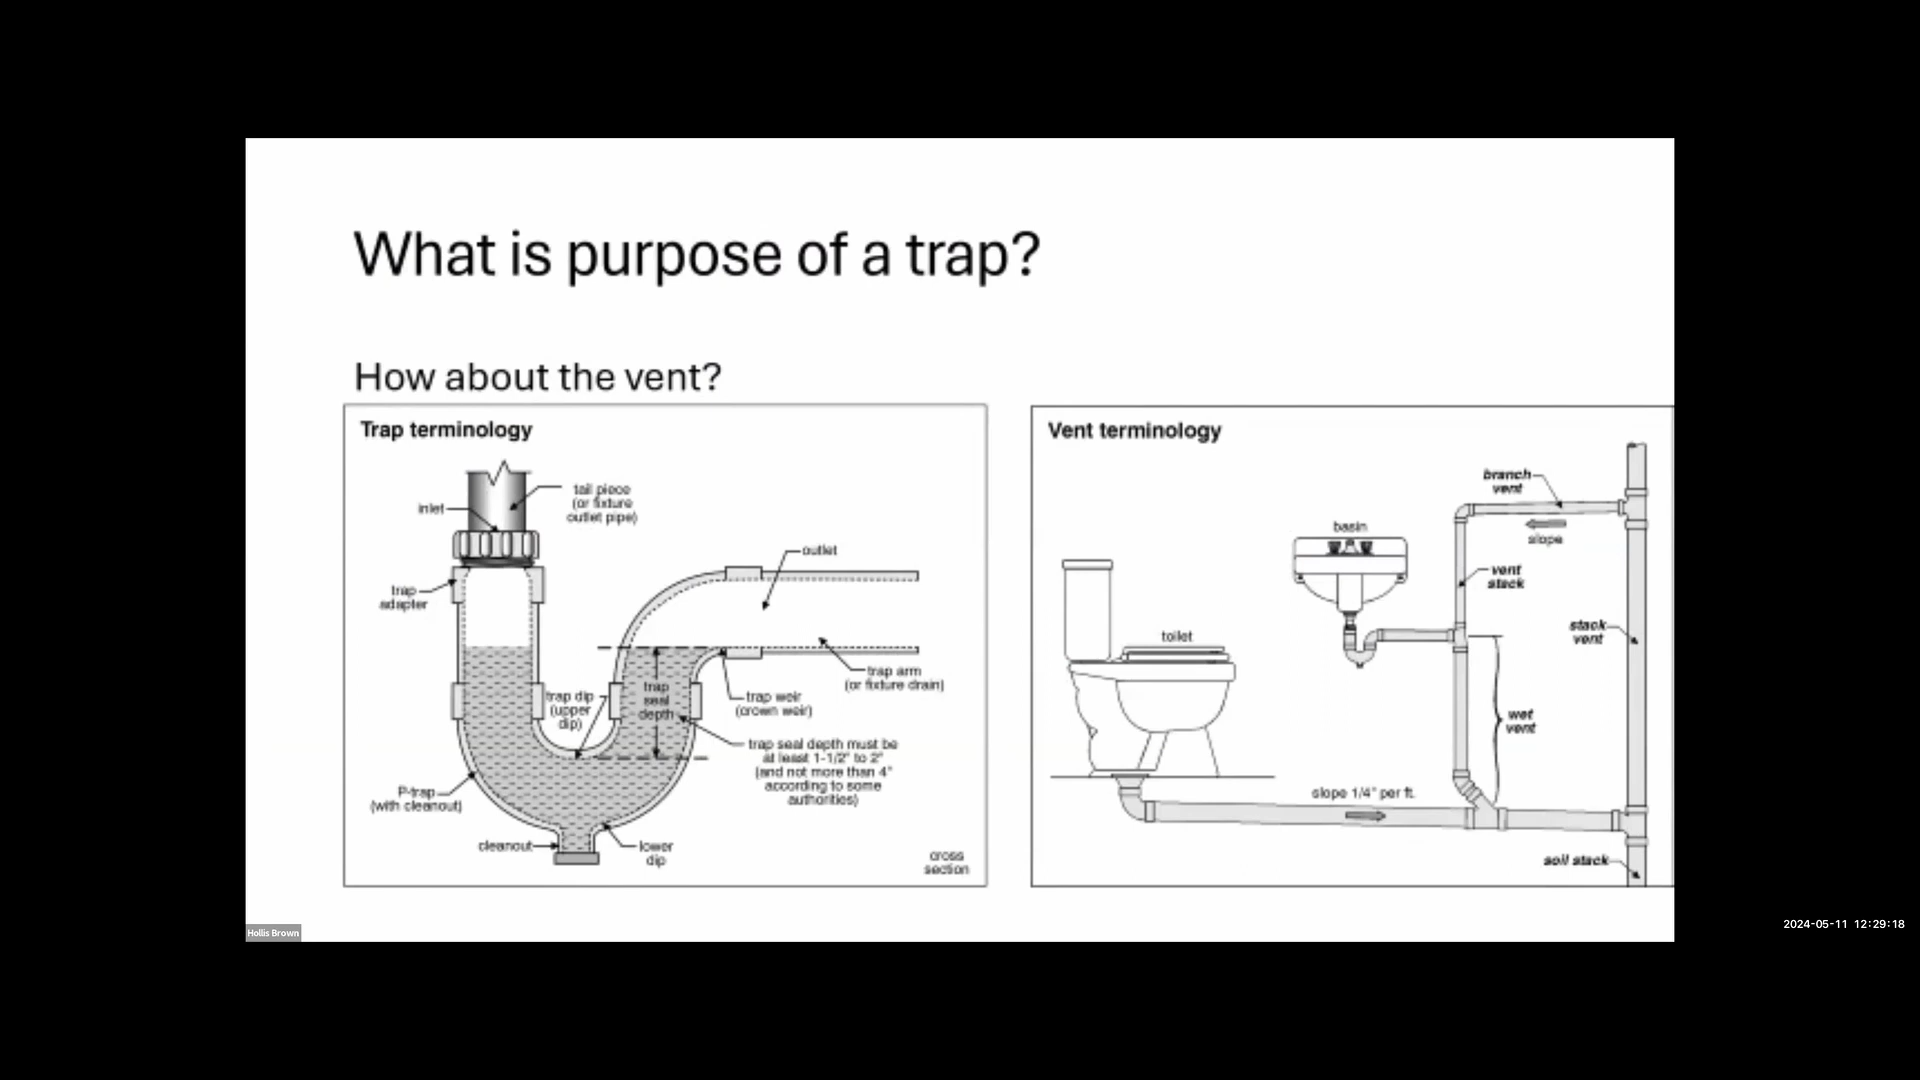 What is purpose of a trap?
How about the vent?
Trap terminology
tail piece
(or fixture
outlet pipe)
inlet
outlet
trap
adapter
trap arm
(or fixture drain)
trap dip
(upper
dip)
trap
seal
depth
trap weir
(crown weir)
trap seal depth must be
at least 1-1/2" to 2"
(and not more than 4"
according to some
authorities)
P-trap
(with cleanout)
cleanout
lower
dip
cross
section
Vent terminology
branch
vent
basin
slope
vent
stack
stack
vent
toilet
wet
vent
slope 1/4" per ft.
soil stack
Hollis Brown
2024-05-11 12:29:18